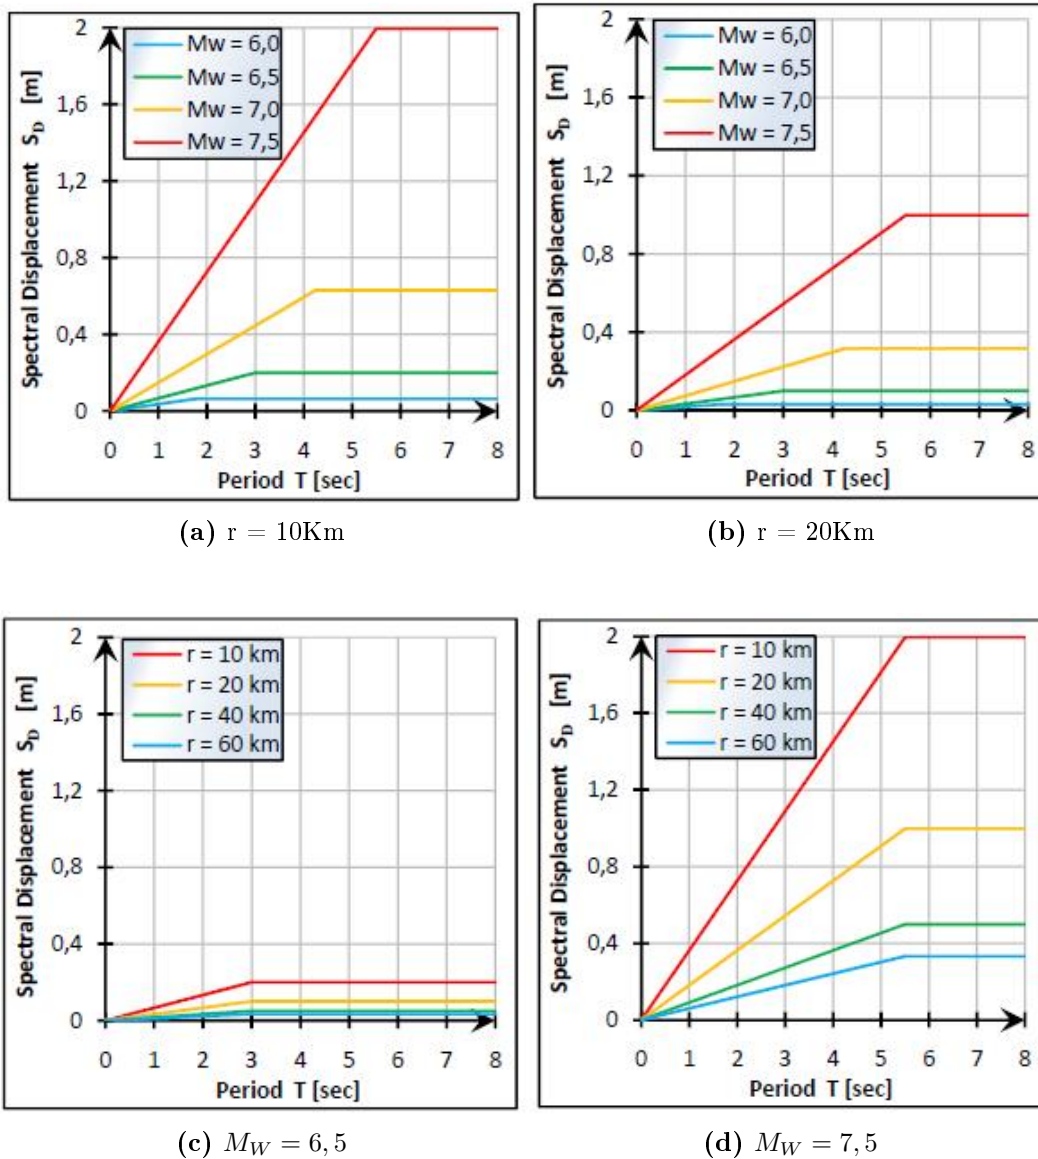 2
1,6
1,2
0,8
0,4
0
Spectral Displacement S_D [m]
Mw = 6,0
Mw = 6,5
Mw = 7,0
Mw = 7,5
0 1 2 3 4 5 6 7 8
Period T [sec]
(a) r = 10Km
2
1,6
1,2
0,8
0,4
0
Spectral Displacement S_D [m]
Mw = 6,0
Mw = 6,5
Mw = 7,0
Mw = 7,5
0 1 2 3 4 5 6 7 8
Period T [sec]
(b) r = 20Km
2
1,6
1,2
0,8
0,4
0
Spectral Displacement S_D [m]
r = 10 km
r = 20 km
r = 40 km
r = 60 km
0 1 2 3 4 5 6 7 8
Period T [sec]
(c) M_W = 6, 5
2
1,6
1,2
0,8
0,4
0
Spectral Displacement S_D [m]
r = 10 km
r = 20 km
r = 40 km
r = 60 km
0 1 2 3 4 5 6 7 8
Period T [sec]
(d) M_W = 7, 5